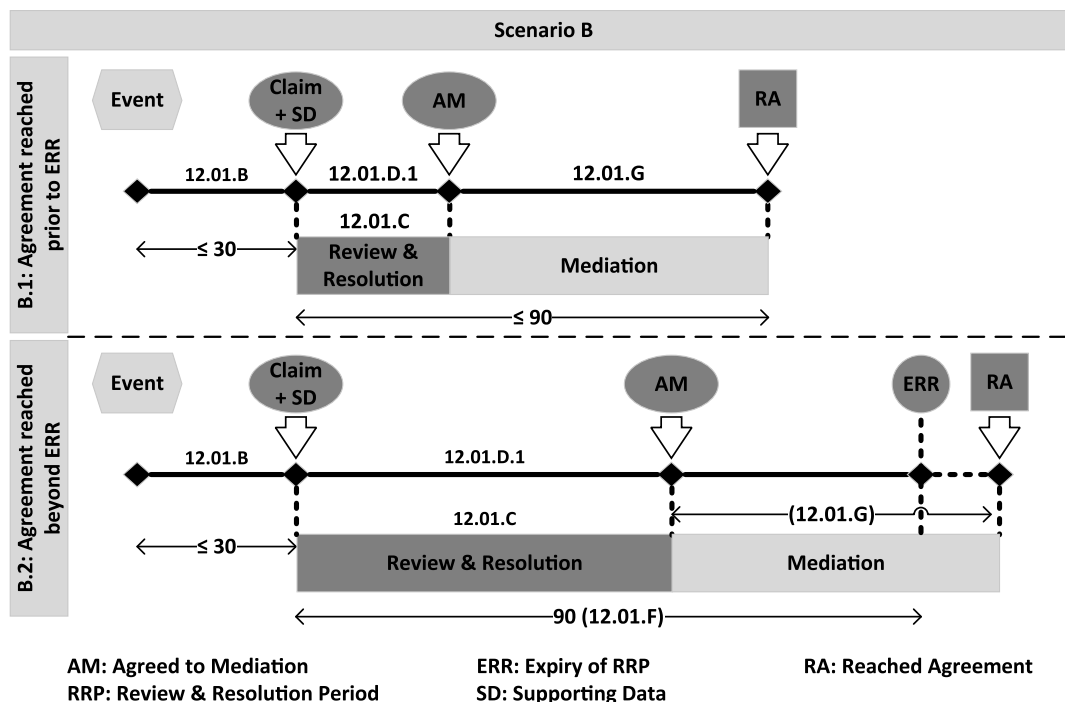 Scenario B
B.1: Agreement reached
prior to ERR
Event
Claim
+ SD
AM
RA
12.01.B
12.01.D.1
12.01.G
12.01.C
≤ 30
Review &
Resolution
Mediation
≤ 90
B.2: Agreement reached
beyond ERR
Event
Claim
+ SD
AM
ERR
RA
12.01.B
12.01.D.1
12.01.C
(12.01.G)
≤ 30
Review & Resolution
Mediation
90 (12.01.F)
AM: Agreed to Mediation
ERR: Expiry of RRP
RA: Reached Agreement
RRP: Review & Resolution Period
SD: Supporting Data